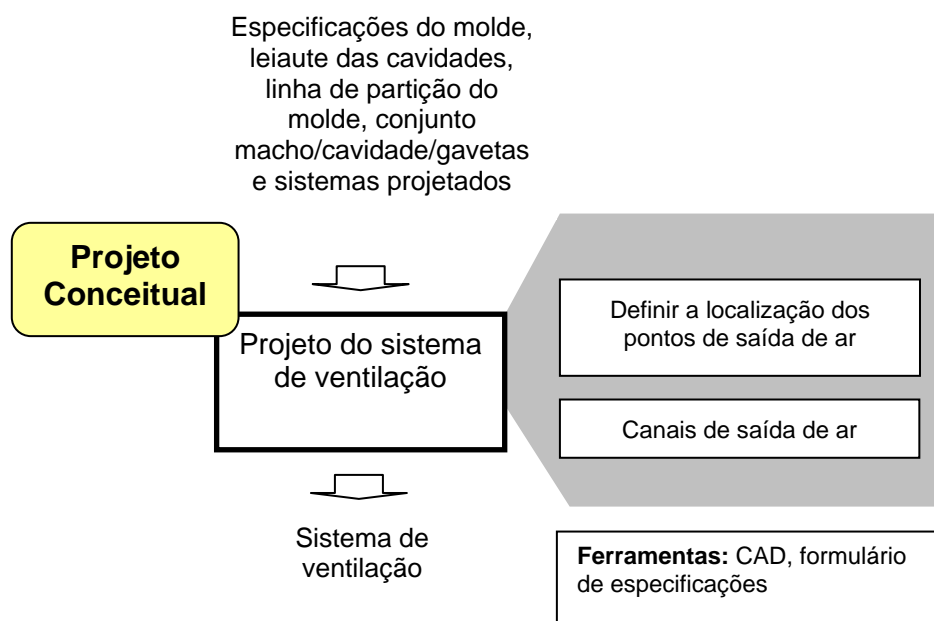 Especificações do molde,
leiaute das cavidades,
linha de partição do
molde, conjunto
macho/cavidade/gavetas
e sistemas projetados
Projeto
Conceitual
Projeto do sistema
de ventilação
Definir a localização dos
pontos de saída de ar
Canais de saída de ar
Sistema de
ventilação
Ferramentas: CAD, formulário
de especificações